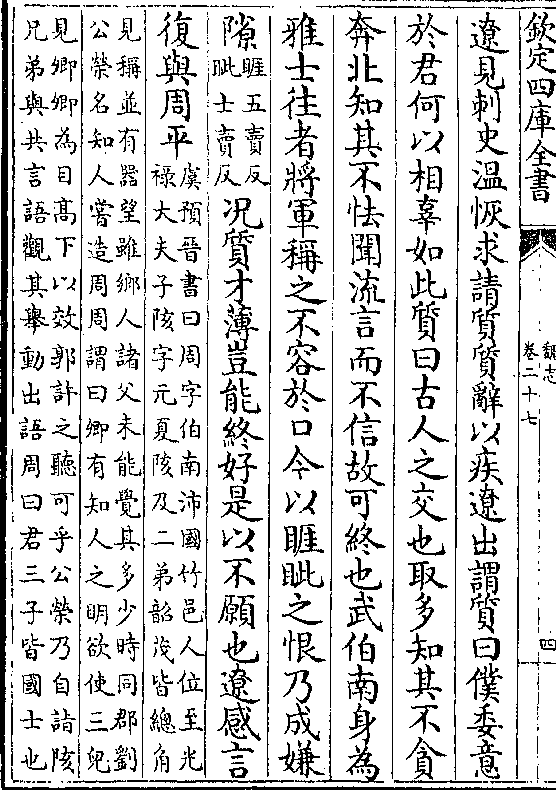 欽定四庫全書
魏志
卷二十七
四
遼見刺史溫恢求請質質辭以疾遼出謂質曰僕委意
於君何以相辜如此質曰古人之交也取多知其不貪
奔北知其不怯聞流言而不信故可終也武伯南身為
雅士往者將軍稱之不容於口今以睚眦之恨乃成嫌
隙
睚五賣反
眦士賣反
况質才薄豈能終好是以不願也遼感言
復與周平
虞預晉書曰周字伯南沛國竹邑人位至光
祿大夫子陔字元夏陔及二弟韶茂皆總角
見稱並有器望雖鄉人諸父未能覺其多少時同郡劉
公榮名知人嘗造周周謂曰卿有知人之明欲使三兒
見卿卿為目髙下以效郭許之聽可乎公榮乃自詣陔
兄弟與共言語觀其舉動出語周曰君三子皆國士也